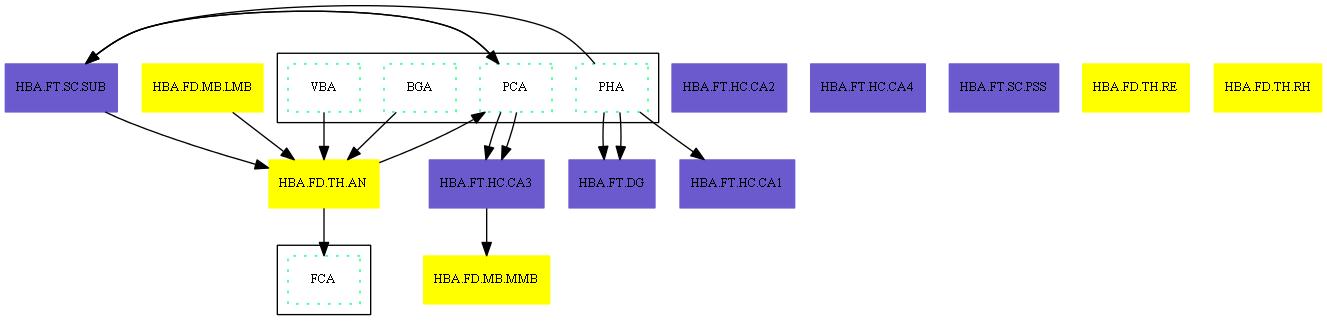 HBA.FT.SC.SUB
HBA.FD.MB.LMB
VBA
BGA
PCA
PHA
HBA.FT.HC.CA2
HBA.FT.HC.CA4
HBA.FT.SC.PSS
HBA.FD.TH.RE
HBA.FD.TH.RH
HBA.FD.TH.AN
HBA.FT.HC.CA3
HBA.FT.DG
HBA.FT.HC.CA1
FCA
HBA.FD.MB.MMB